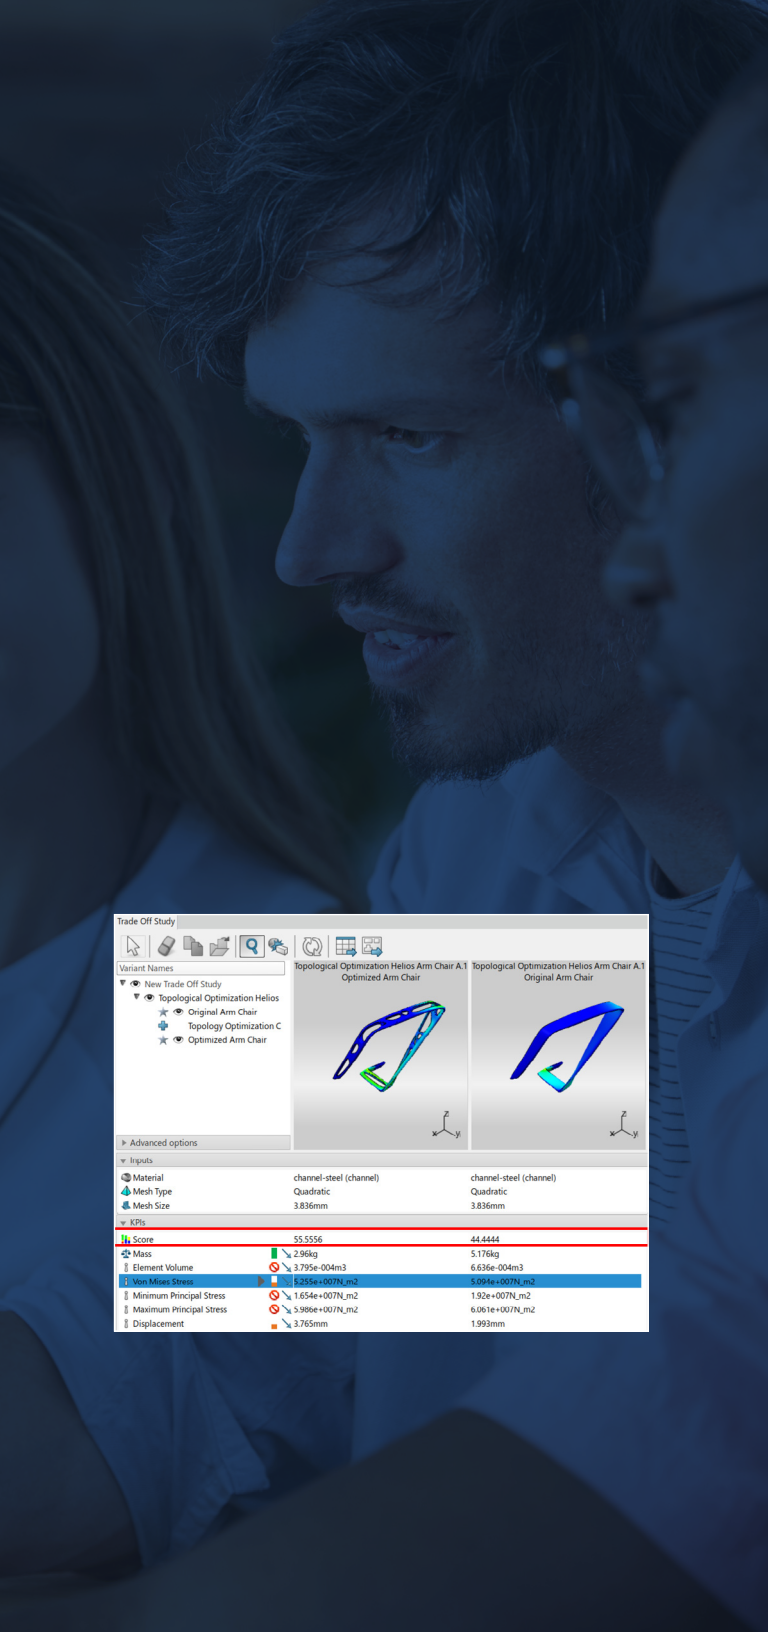 Trade Off Study
Variant Names
New Trade Off Study
Topological Optimization Helios
Original Arm Chair
Topology Optimization C
Optimized Arm Chair
Advanced options
Topological Optimization Helios Arm Chair A.1
Optimized Arm Chair
Topological Optimization Helios Arm Chair A.1
Original Arm Chair
z
x
y
z
x
y
Inputs
Material channel-steel (channel) channel-steel (channel)
Mesh Type Quadratic Quadratic
Mesh Size 3.836mm 3.836mm
KPIs
Score 55.5556 44.4444
Mass 2.96kg 5.176kg
Element Volume 3.795e-004m3 6.636e-004m3
Von Mises Stress 5.255e+007N_m2 5.094e+007N_m2
Minimum Principal Stress 1.654e+007N_m2 1.92e+007N_m2
Maximum Principal Stress 5.986e+007N_m2 6.061e+007N_m2
Displacement 3.765mm 1.993mm